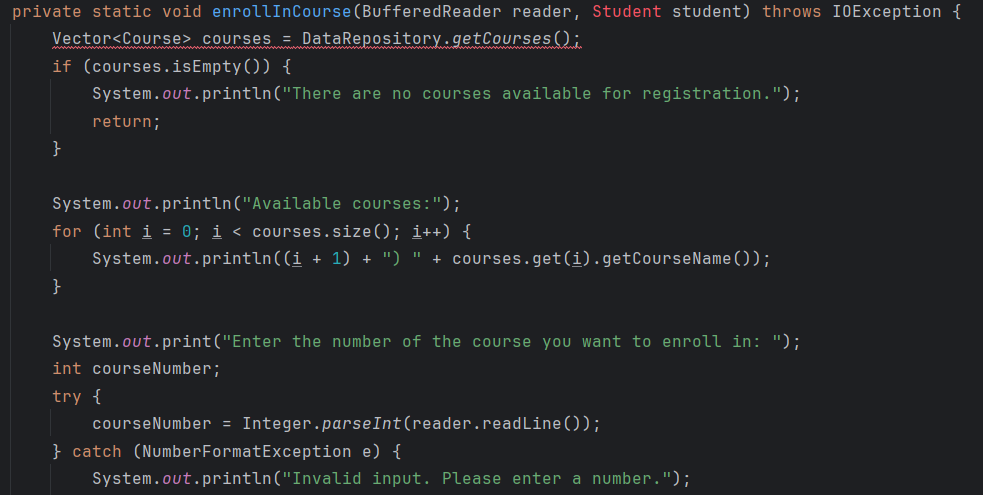 private static void enrollInCourse(BufferedReader reader, Student student) throws IOException {
    Vector<Course> courses = DataRepository.getCourses();
    if (courses.isEmpty()) {
        System.out.println("There are no courses available for registration.");
        return;
    }

    System.out.println("Available courses:");
    for (int i = 0; i < courses.size(); i++) {
        System.out.println((i + 1) + ") " + courses.get(i).getCourseName());
    }

    System.out.print("Enter the number of the course you want to enroll in: ");
    int courseNumber;
    try {
        courseNumber = Integer.parseInt(reader.readLine());
    } catch (NumberFormatException e) {
        System.out.println("Invalid input. Please enter a number.");